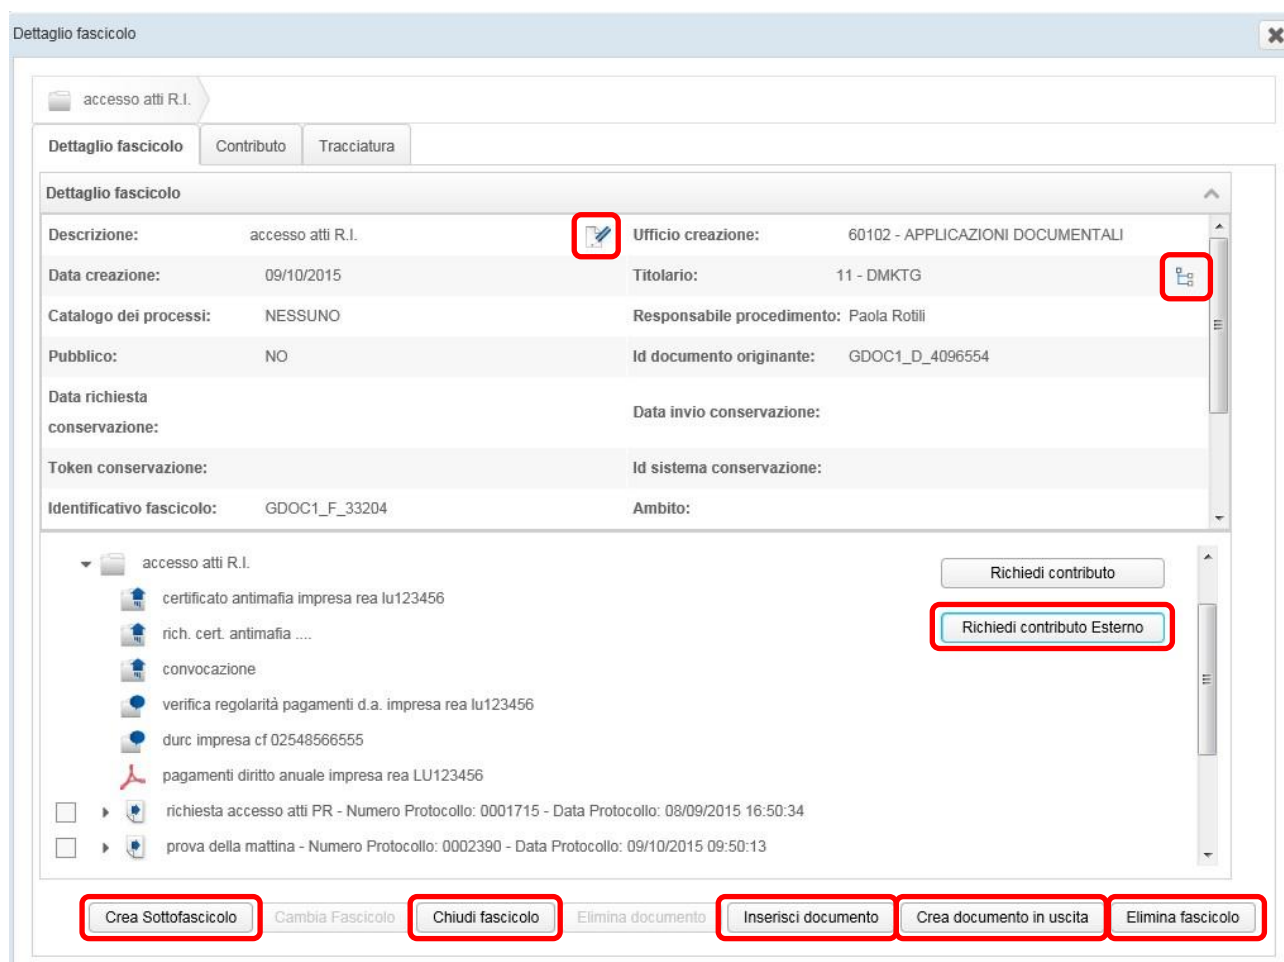 Dettaglio fascicolo
accesso atti R.I.
Dettaglio fascicolo Contributo Tracciatura
Dettaglio fascicolo
Descrizione: accesso atti R.I. Ufficio creazione: 60102 - APPLICAZIONI DOCUMENTALI
Data creazione: 09/10/2015 Titolario: 11 - DMKTG
Catalogo dei processi: NESSUNO Responsabile procedimento: Paola Rotili
Pubblico: NO Id documento originante: GDOC1_D_4096554
Data richiesta
conservazione: Data invio conservazione:
Token conservazione: Id sistema conservazione:
Identificativo fascicolo: GDOC1_F_33204 Ambito:
accesso atti R.I. Richiedi contributo
certificato antimafia impresa rea lu123456
rich. cert. antimafia .... Richiedi contributo Esterno
convocazione
verifica regolarità pagamenti d.a. impresa rea lu123456
durc impresa cf 02548566555
pagamenti diritto anuale impresa rea LU123456
richiesta accesso atti PR - Numero Protocollo: 0001715 - Data Protocollo: 08/09/2015 16:50:34
prova della mattina - Numero Protocollo: 0002390 - Data Protocollo: 09/10/2015 09:50:13
Crea Sottofascicolo Cambia Fascicolo Chiudi fascicolo Elimina documento Inserisci documento Crea documento in uscita Elimina fascicolo